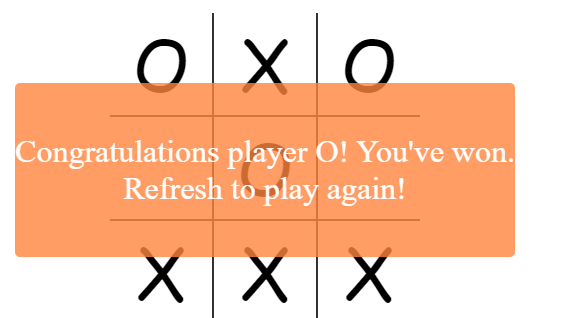 O X O
Congratulations player O! You've won.
O
Refresh to play again!
X X X